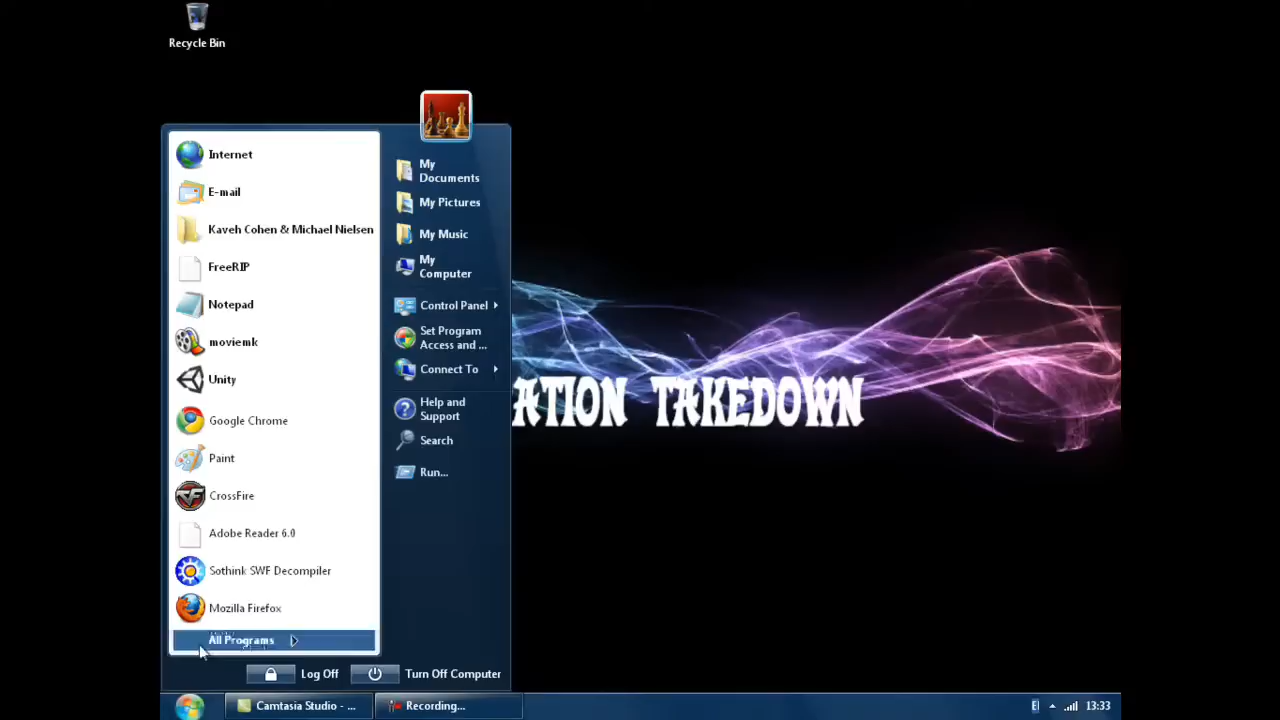 Recycle Bin
Internet
E-mail
Kaveh Cohen & Michael Nielsen
FreeRIP
Notepad
moviemk
Unity
Google Chrome
Paint
CrossFire
Adobe Reader 6.0
Sothink SWF Decompiler
Mozilla Firefox
All Programs
My
Documents
My Pictures
My Music
My
Computer
Control Panel
Set Program
Access and ...
Connect To
Help and
Support
Search
Run...
ATION TAKEDOWN
Log Off
Turn Off Computer
Camtasia Studio - ...
Recording...
13:33